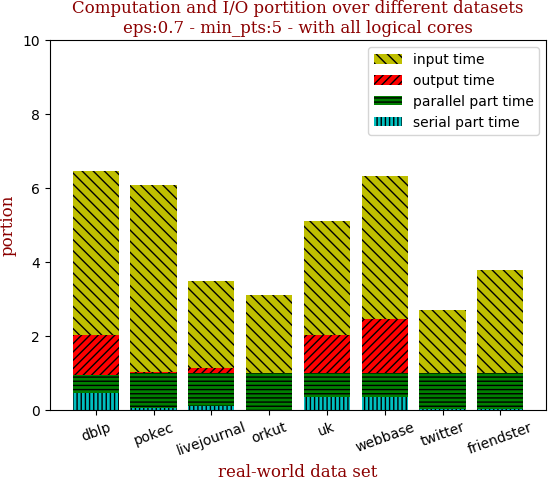 Computation and I/O portition over different datasets
eps:0.7 - min_pts:5 - with all logical cores
10
8
6
4
2
0
portion
input time
output time
parallel part time
serial part time
dblp
pokec
livejournal
orkut
uk
webbase
twitter
friendster
real-world data set